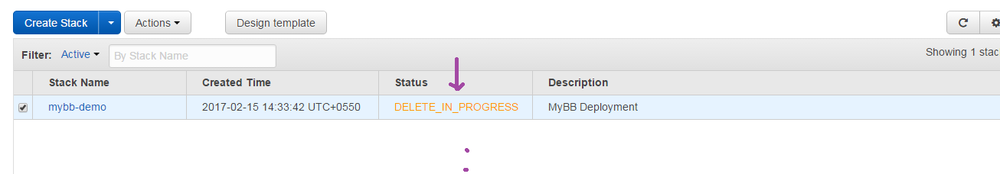 Create Stack Actions Design template
Filter: Active By Stack Name Showing 1 stac
Stack Name Created Time Status Description
mybb-demo 2017-02-15 14:33:42 UTC+0550 DELETE_IN_PROGRESS MyBB Deployment